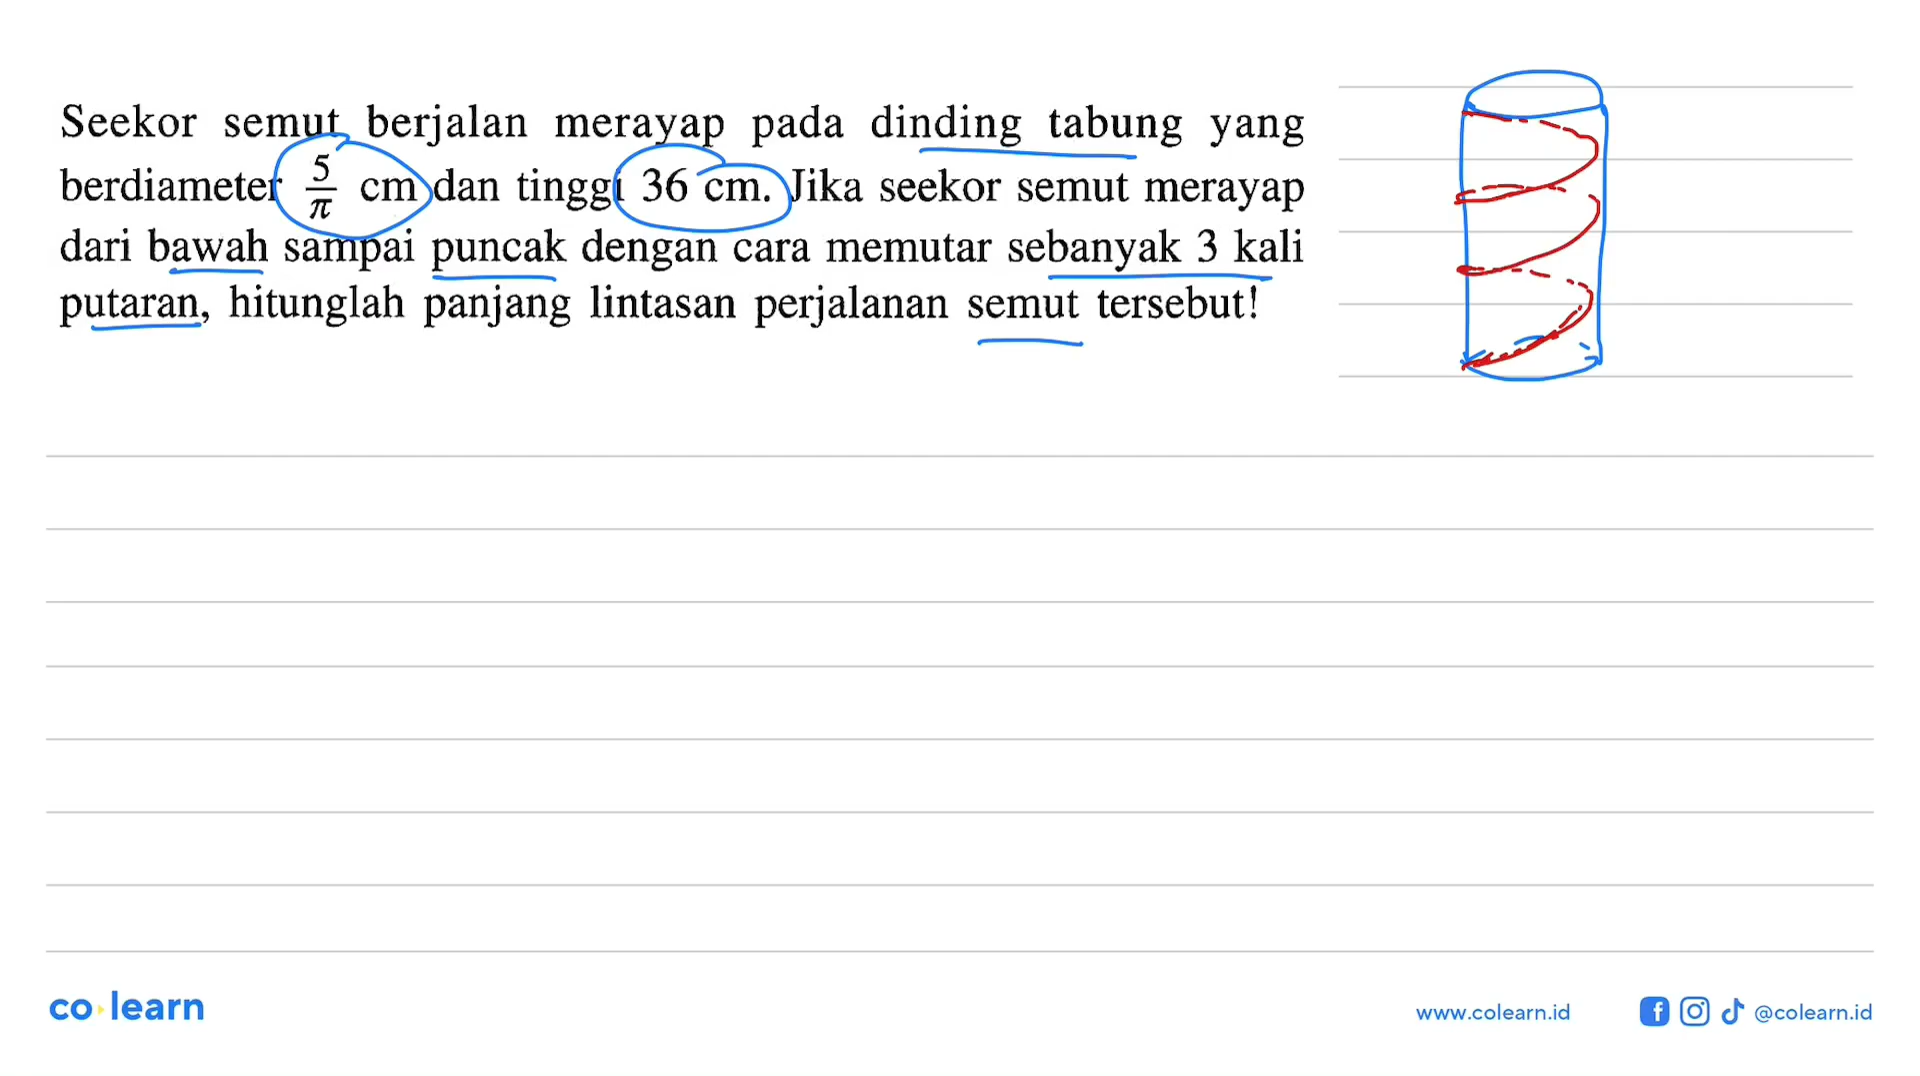 Seekor semut berjalan merayap pada dinding tabung yang
berdiameter 5/π cm dan tinggi 36 cm. Jika seekor semut merayap
dari bawah sampai puncak dengan cara memutar sebanyak 3 kali
putaran, hitunglah panjang lintasan perjalanan semut tersebut!
co learn
www.colearn.id
@colearn.id